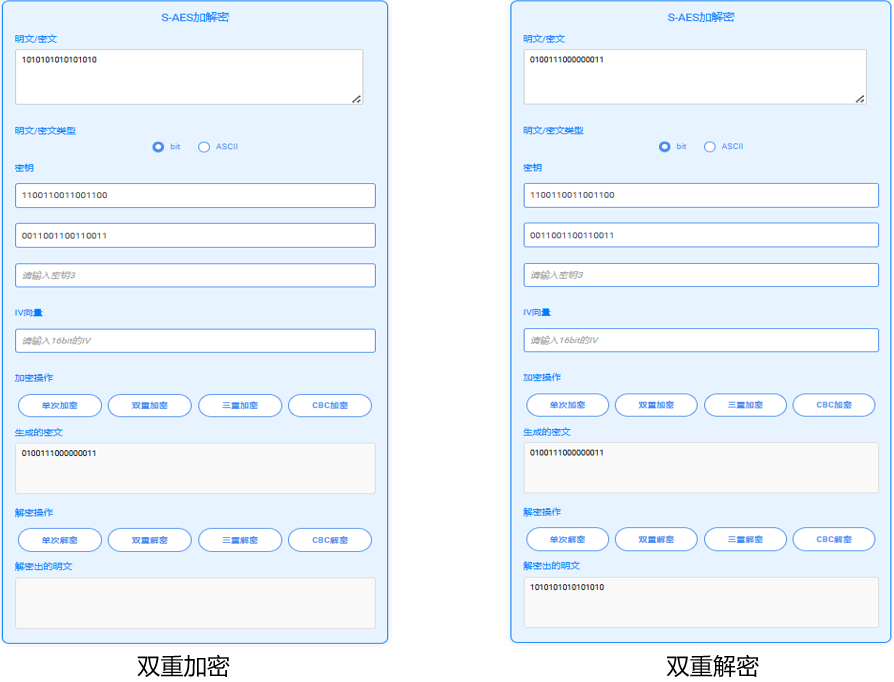 S-AES加解密
明文/密文
1010101010101010
明文/密文类型
bit ASCII
密钥
1100110011001100
0011001100110011
请输入密钥3
IV向量
请输入16bit的IV
加密操作
单次加密 双重加密 三重加密 CBC加密
生成的密文
0100111000000011
解密操作
单次解密 双重解密 三重解密 CBC解密
解密出的明文
双重加密
S-AES加解密
明文/密文
0100111000000011
明文/密文类型
bit ASCII
密钥
1100110011001100
0011001100110011
请输入密钥3
IV向量
请输入16bit的IV
加密操作
单次加密 双重加密 三重加密 CBC加密
生成的密文
0100111000000011
解密操作
单次解密 双重解密 三重解密 CBC解密
解密出的明文
1010101010101010
双重解密